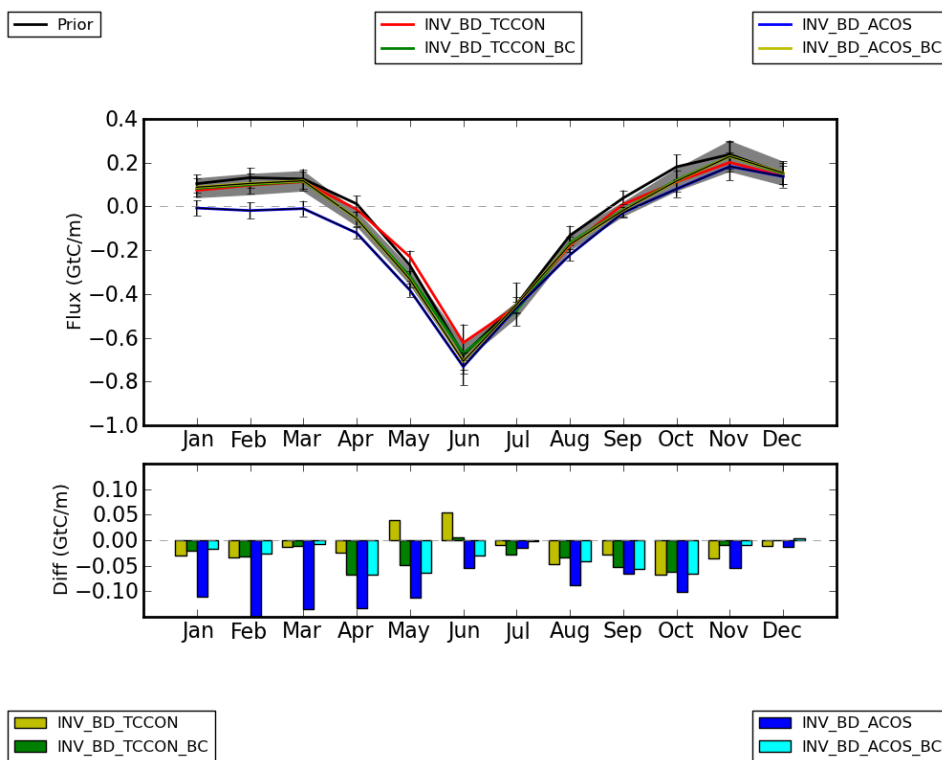 Prior
INV_BD_TCCON
INV_BD_TCCON_BC
INV_BD_ACOS
INV_BD_ACOS_BC
Flux (GtC/m)
0.4
0.2
0.0
−0.2
−0.4
−0.6
−0.8
−1.0
Jan Feb Mar Apr May Jun Jul Aug Sep Oct Nov Dec
Diff (GtC/m)
0.10
0.05
0.00
−0.05
−0.10
Jan Feb Mar Apr May Jun Jul Aug Sep Oct Nov Dec
INV_BD_TCCON
INV_BD_TCCON_BC
INV_BD_ACOS
INV_BD_ACOS_BC